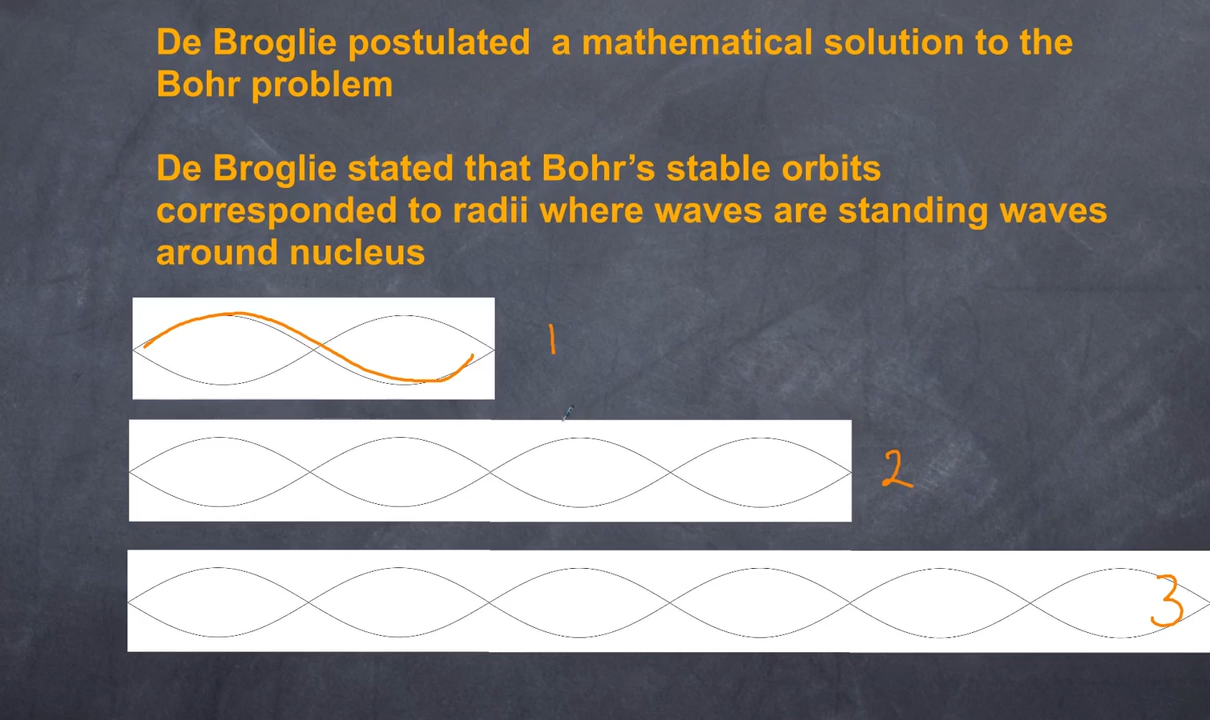 De Broglie postulated a mathematical solution to the
Bohr problem
De Broglie stated that Bohr’s stable orbits
corresponded to radii where waves are standing waves
around nucleus
1
2
3